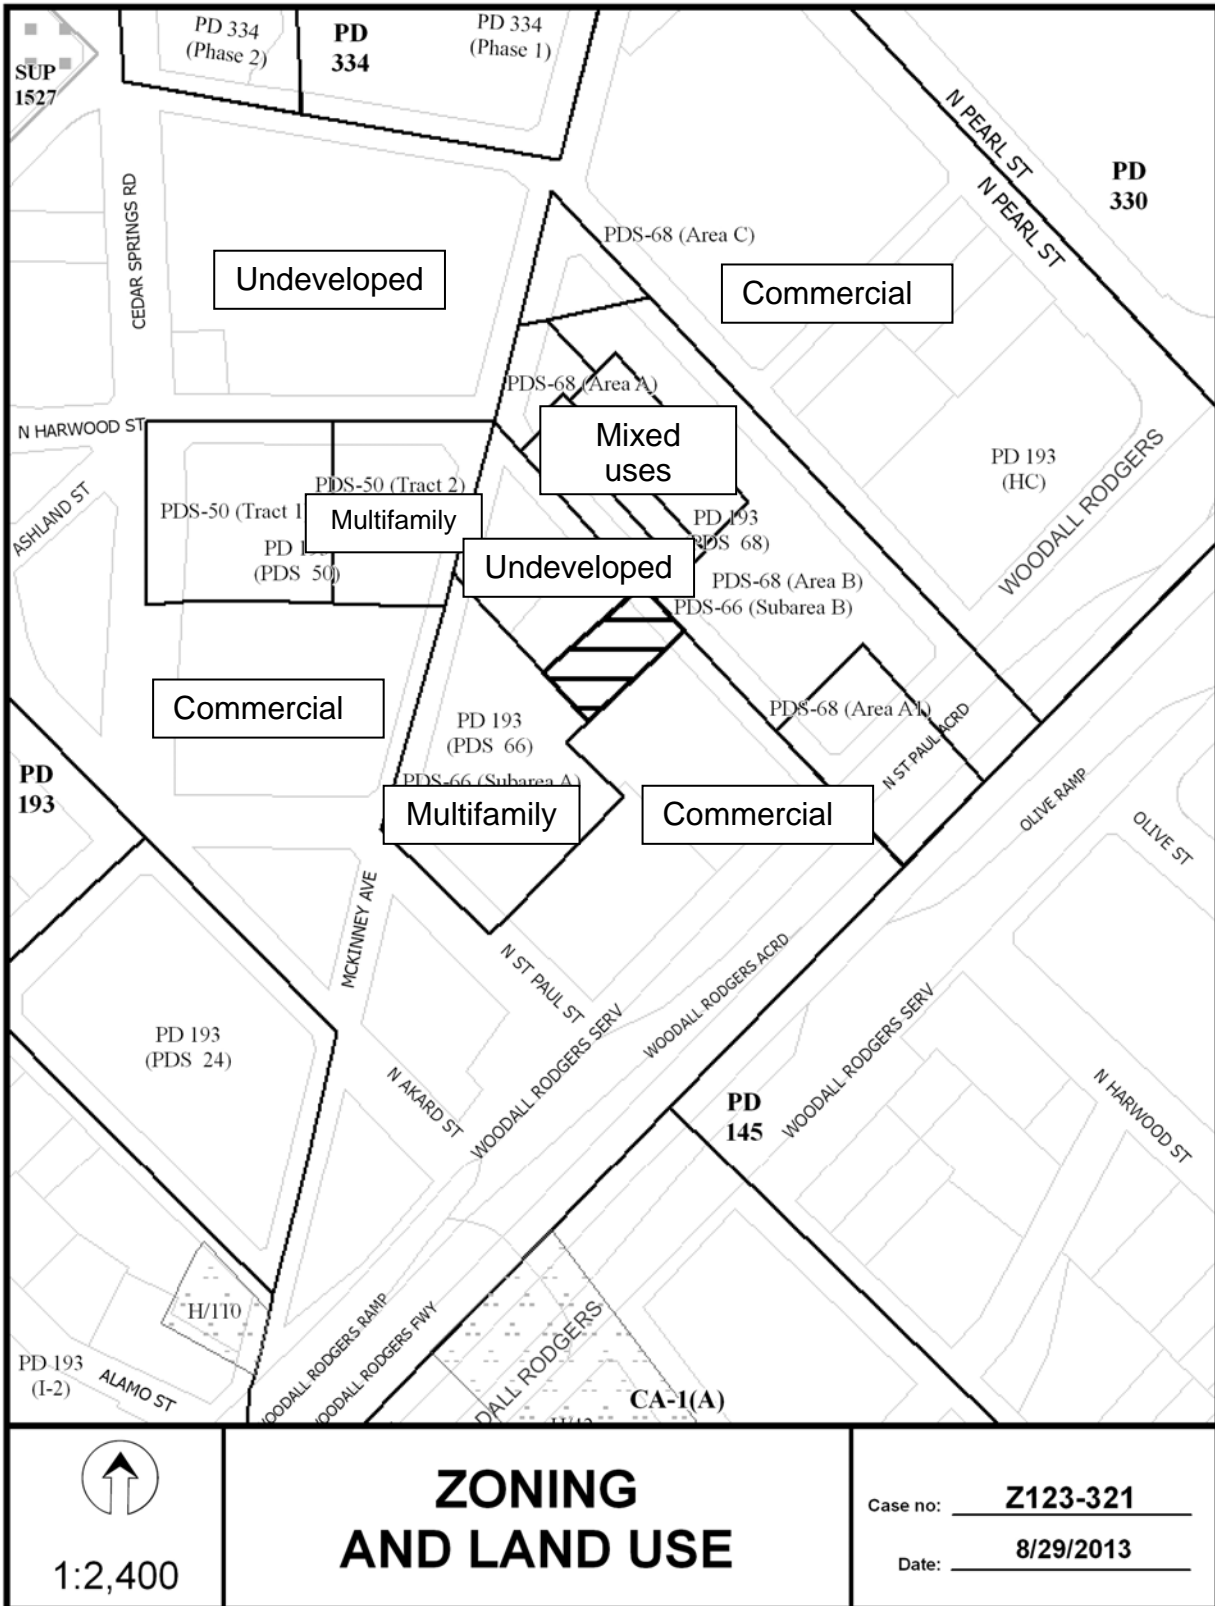 PD 334
(Phase 2)
PD
334
PD 334
(Phase 1)
SUP
1527
N PEARL ST
N PEARL ST
PD
330
CEDAR SPRINGS RD
PDS-68 (Area C)
Undeveloped
Commercial
PDS-68 (Area A)
N HARWOOD ST
Mixed
uses
PD 193
(HC)
WOODALL RODGERS
ASHLAND ST
PDS-50 (Tract 1
PDS-50 (Tract 2)
Multifamily
PD 193
(PDS 68)
PD 1
(PDS 50)
Undeveloped
PDS-68 (Area B)
PDS-66 (Subarea B)
Commercial
PD 193
(PDS 66)
PDS-68 (Area A1)
N ST PAUL ACRD
PD
193
PDS-66 (Subarea A)
Multifamily
Commercial
OLIVE RAMP
OLIVE ST
MCKINNEY AVE
N ST PAUL ST
WOODALL RODGERS SERV
WOODALL RODGERS ACRD
WOODALL RODGERS SERV
PD 193
(PDS 24)
N AKARD ST
PD
145
N HARWOOD ST
H/110
WOODALL RODGERS RAMP
WOODALL RODGERS FWY
DALL RODGERS
PD 193
(I-2)
ALAMO ST
CA-1(A)
1:2,400
ZONING
AND LAND USE
Case no: Z123-321
Date: 8/29/2013